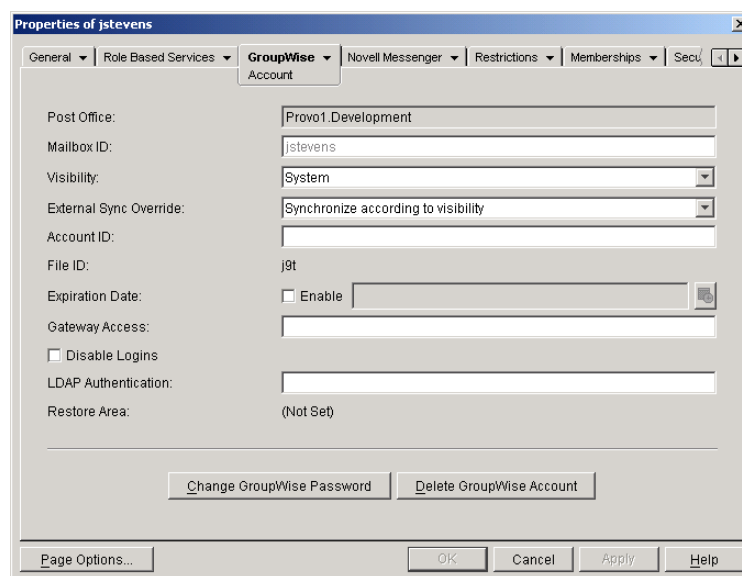 Properties of jstevens
General Role Based Services GroupWise Novell Messenger Restrictions Memberships Secu
Account
Post Office: Provo1.Development
Mailbox ID: jstevens
Visibility: System
External Sync Override: Synchronize according to visibility
Account ID:
File ID: j9t
Expiration Date: Enable
Gateway Access:
Disable Logins
LDAP Authentication:
Restore Area: (Not Set)
Change GroupWise Password Delete GroupWise Account
Page Options... OK Cancel Apply Help